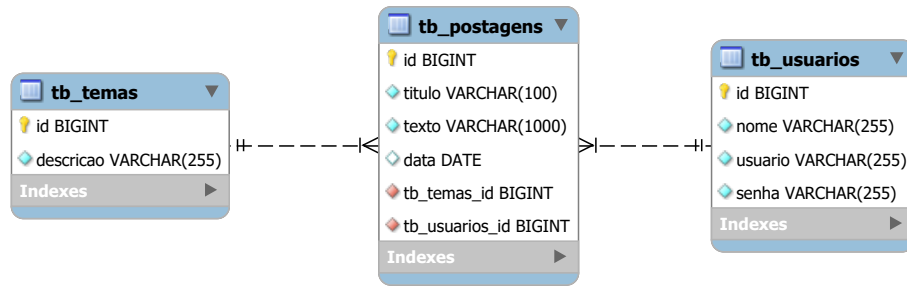 tb_temas
id BIGINT
descricao VARCHAR(255)
Indexes
tb_postagens
id BIGINT
titulo VARCHAR(100)
texto VARCHAR(1000)
data DATE
tb_temas_id BIGINT
tb_usuarios_id BIGINT
Indexes
tb_usuarios
id BIGINT
nome VARCHAR(255)
usuario VARCHAR(255)
senha VARCHAR(255)
Indexes